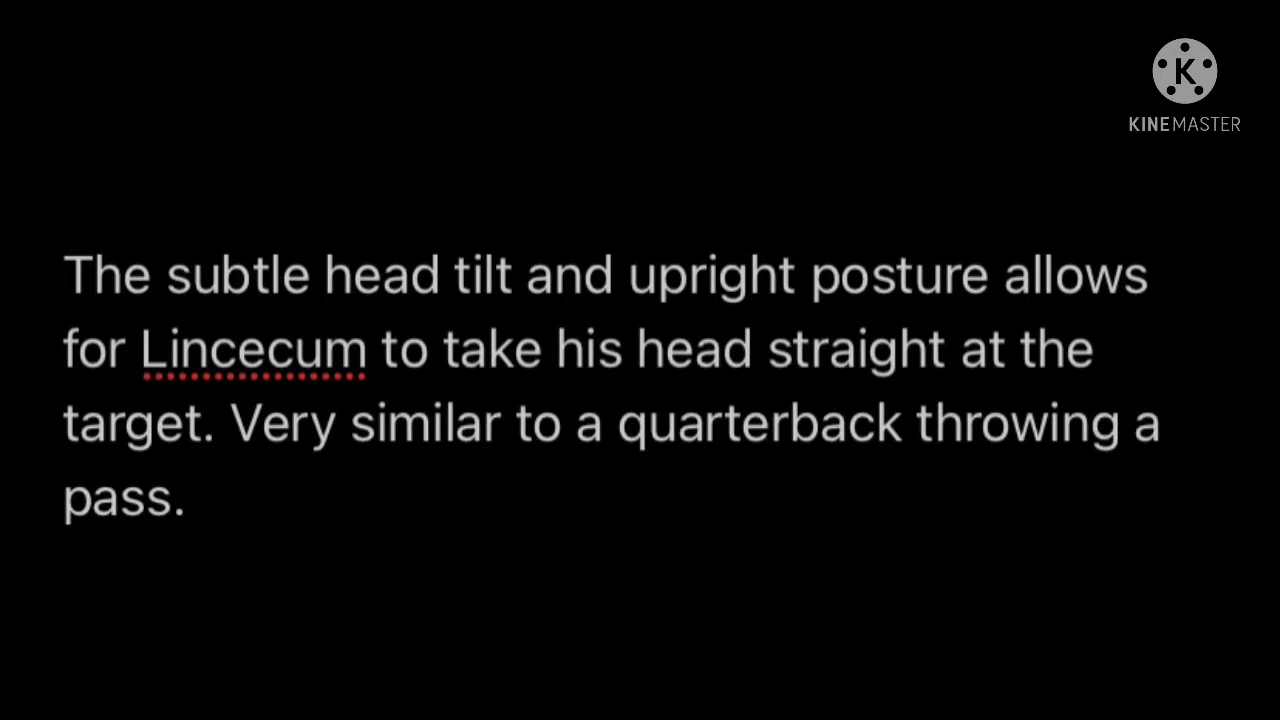 K
KINEMASTER
The subtle head tilt and upright posture allows
for Lincecum to take his head straight at the
target. Very similar to a quarterback throwing a
pass.